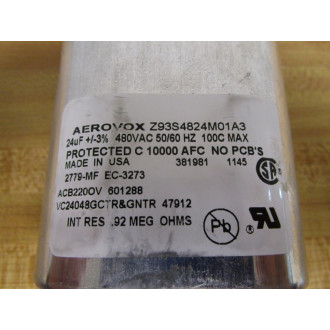 AEROVOX Z93S4824M01A3
24uF +/-3% 480VAC 50/60 HZ 100C MAX
PROTECTED C 10000 AFC NO PCB'S
MADE IN USA 381981 1145
2779-MF EC-3273
ACB220OV 601288
VC24048GCTR&GNTR 47912
INT RES .92 MEG OHMS
Pb